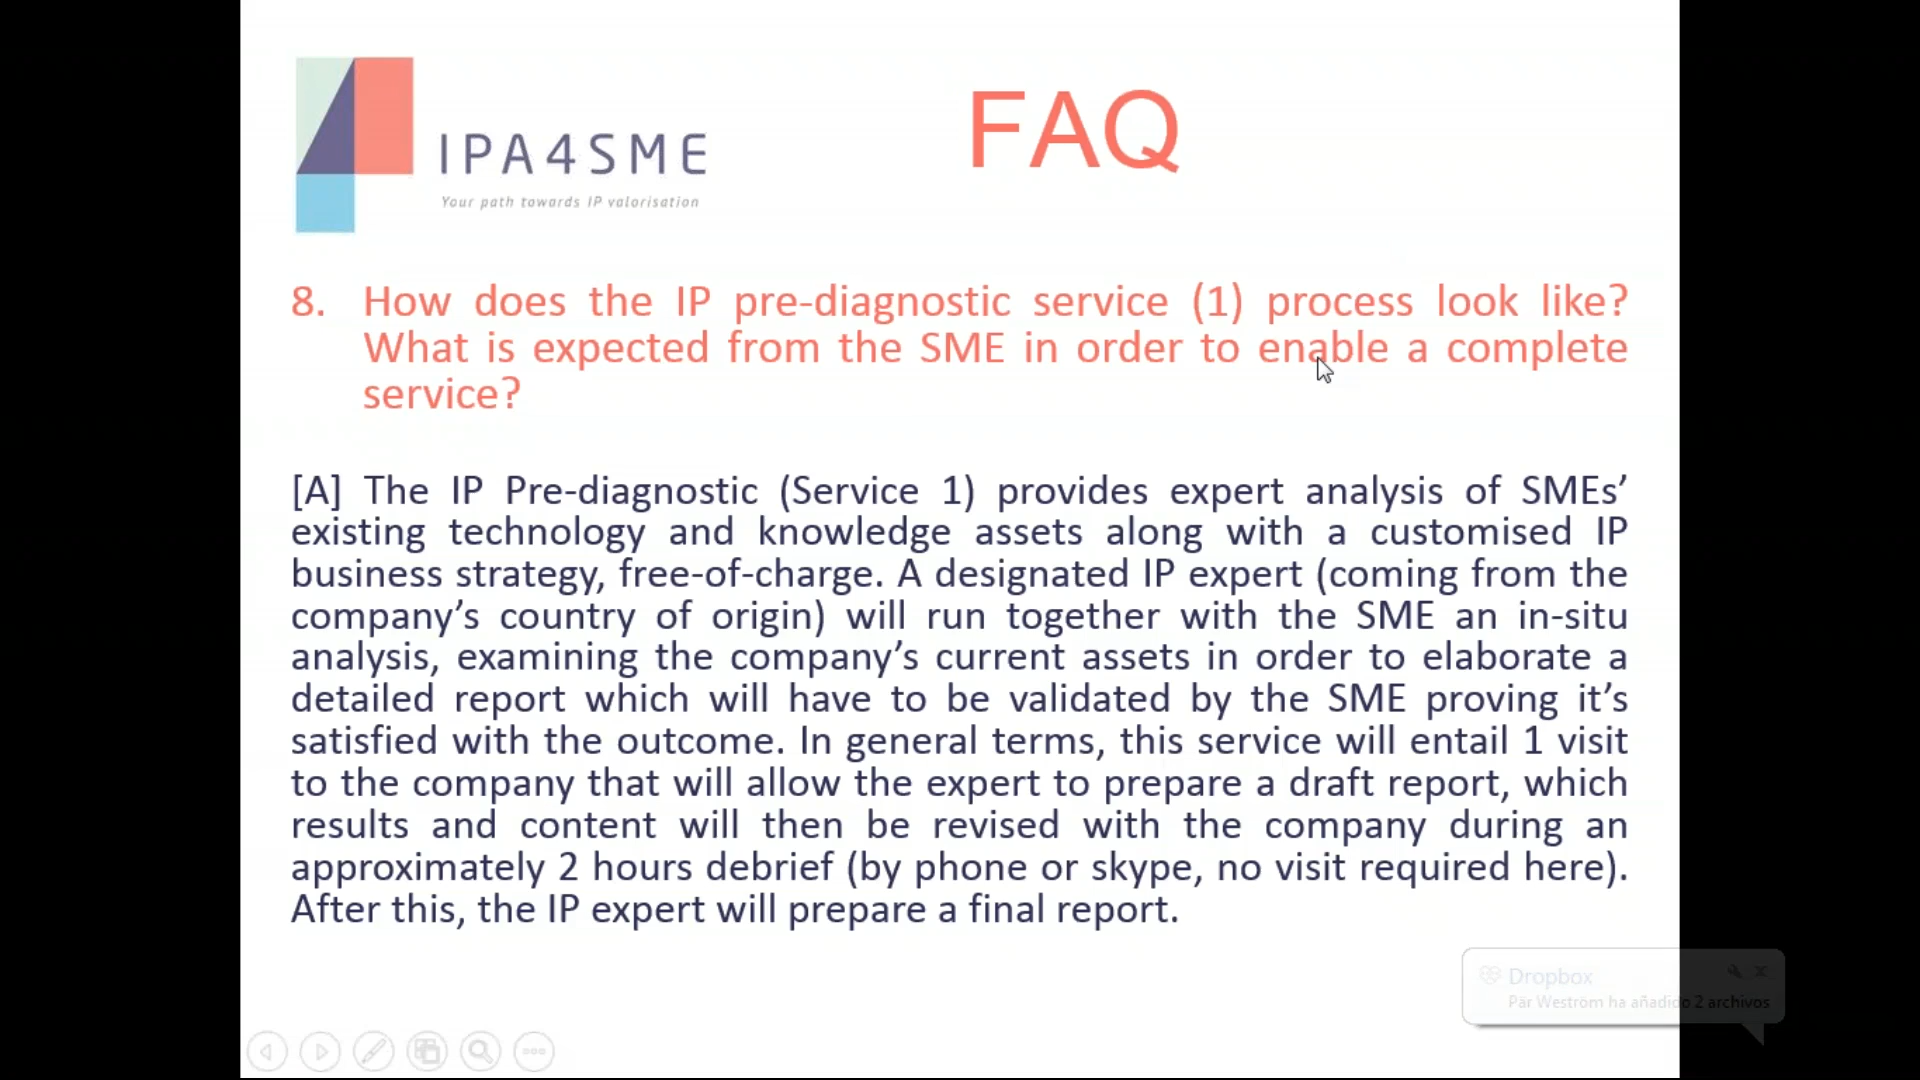 IPA4SME
Your path towards IP valorisation
FAQ
8. How does the IP pre-diagnostic service (1) process look like?
What is expected from the SME in order to enable a complete
service?
[A] The IP Pre-diagnostic (Service 1) provides expert analysis of SMEs’
existing technology and knowledge assets along with a customised IP
business strategy, free-of-charge. A designated IP expert (coming from the
company’s country of origin) will run together with the SME an in-situ
analysis, examining the company’s current assets in order to elaborate a
detailed report which will have to be validated by the SME proving it’s
satisfied with the outcome. In general terms, this service will entail 1 visit
to the company that will allow the expert to prepare a draft report, which
results and content will then be revised with the company during an
approximately 2 hours debrief (by phone or skype, no visit required here).
After this, the IP expert will prepare a final report.
Dropbox
Pär Weström ha añadido 2 archivos